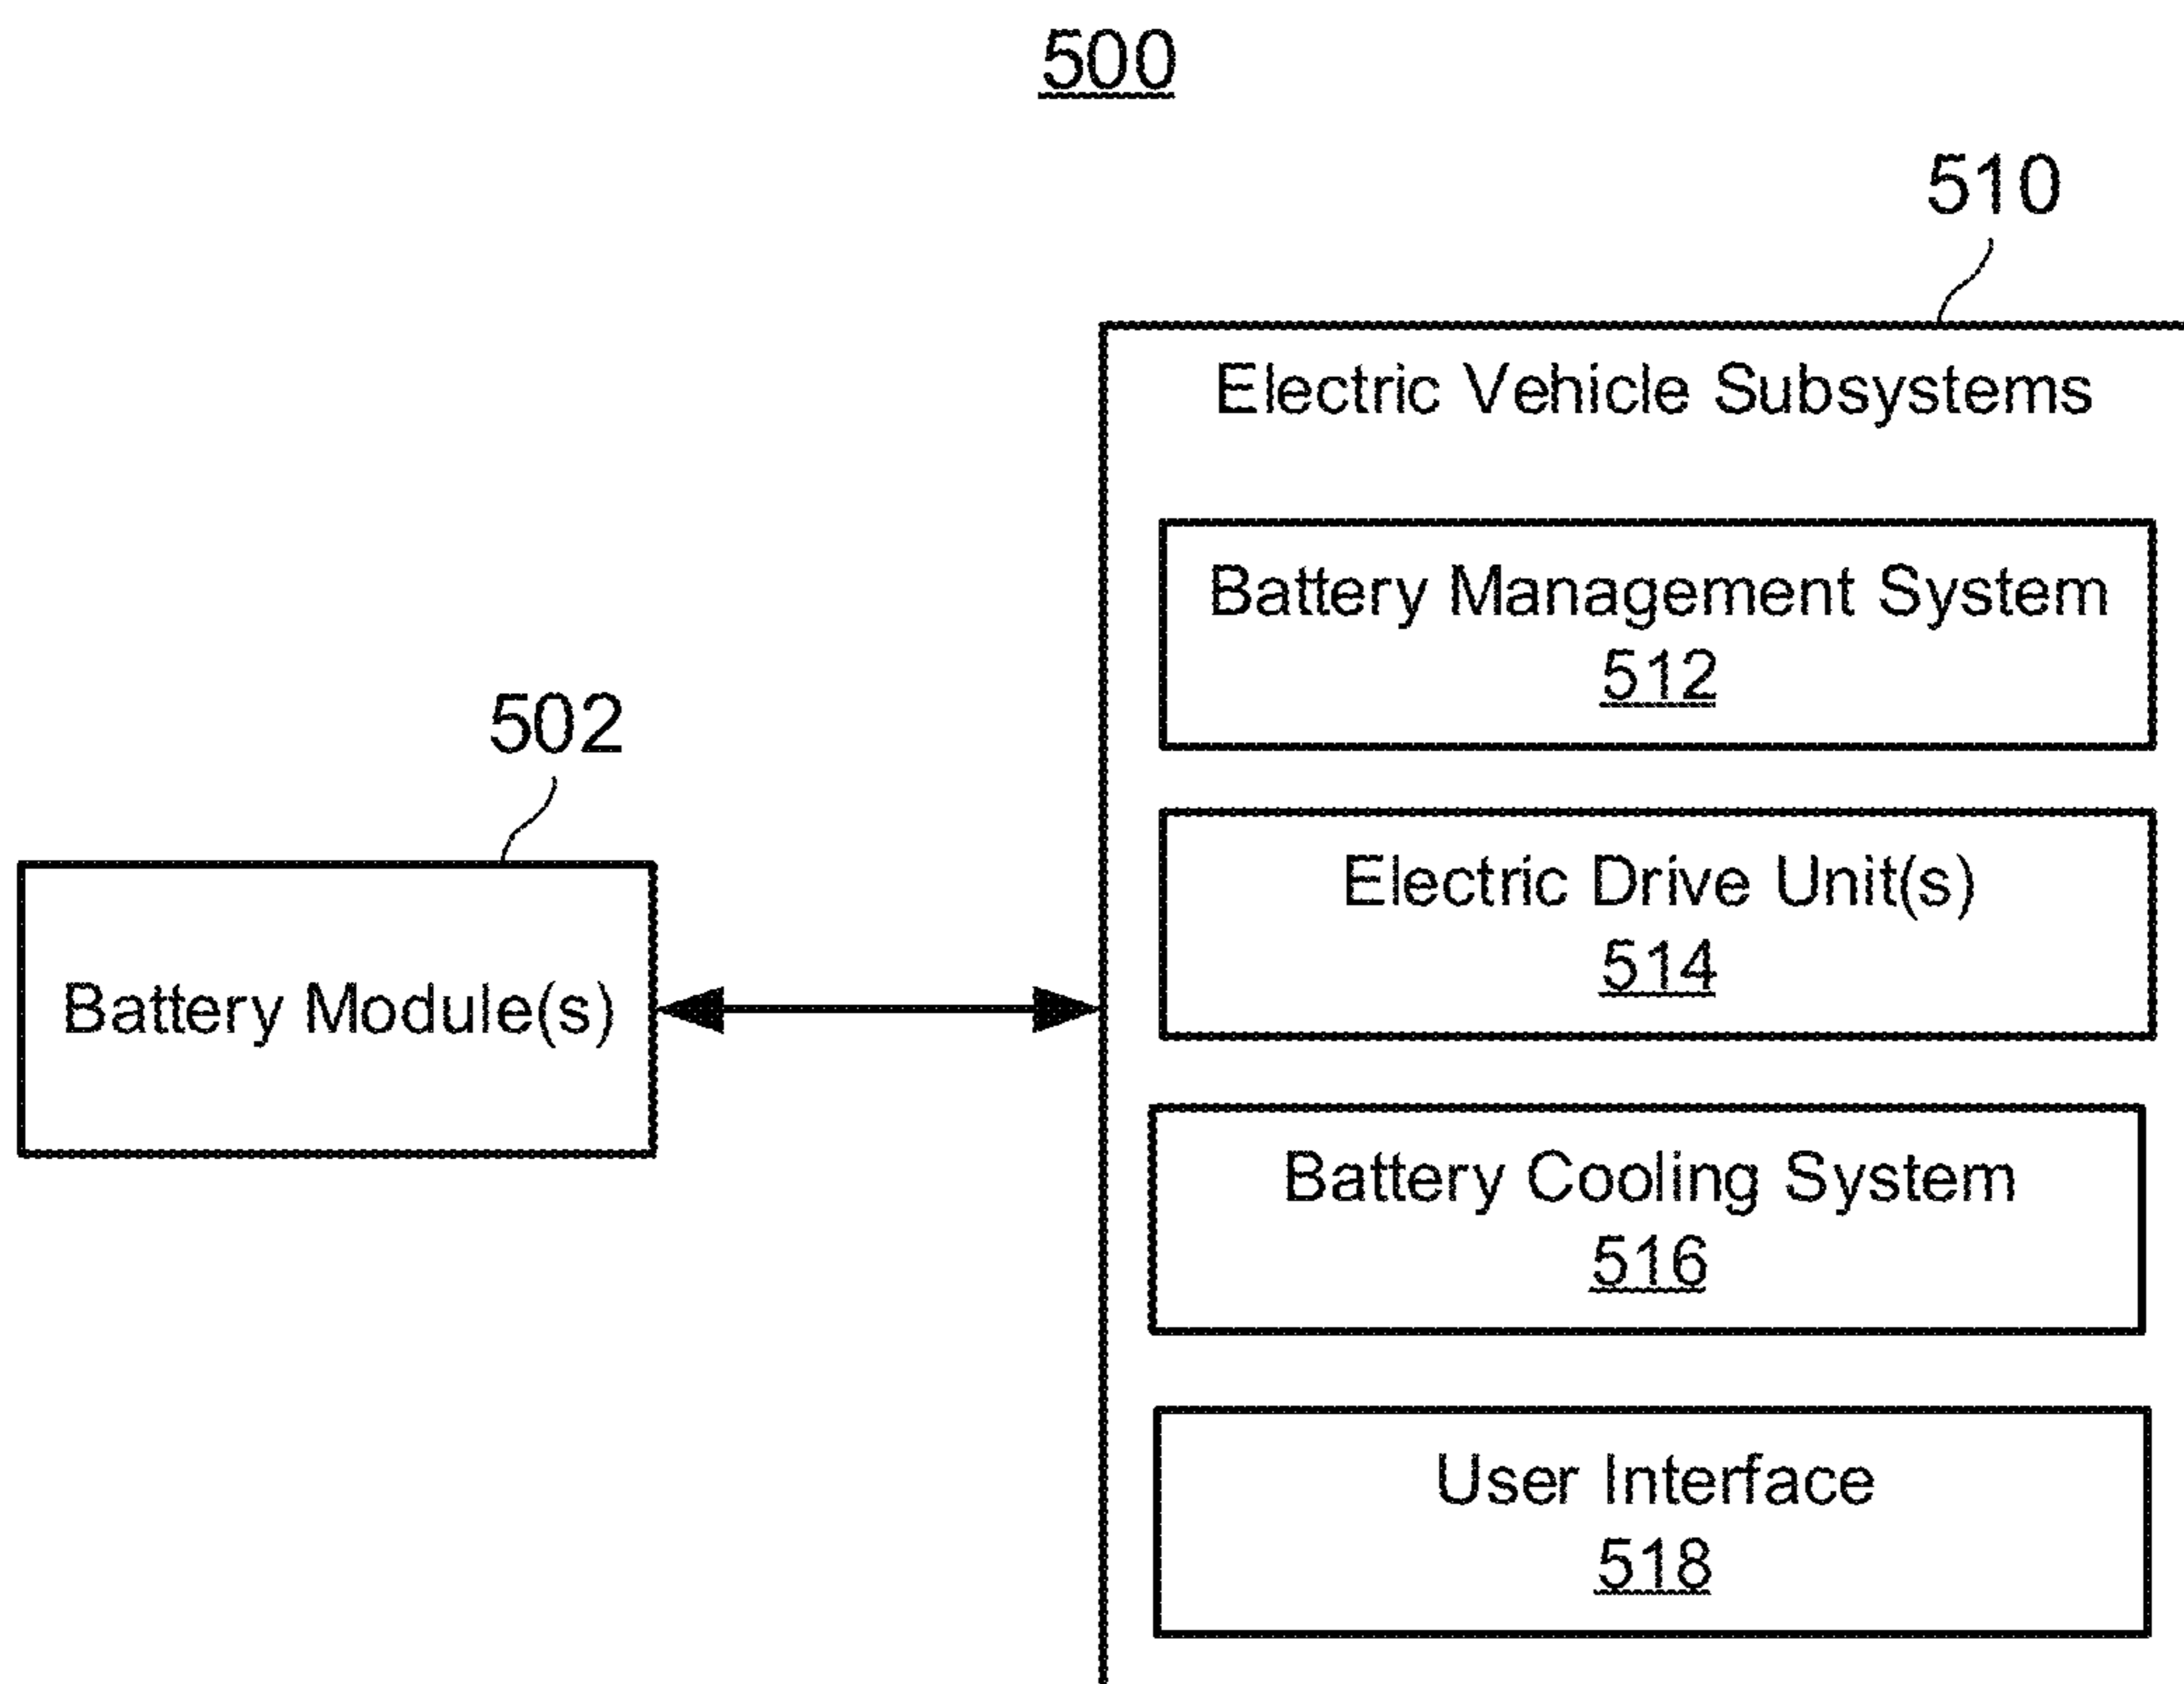 500
510
Electric Vehicle Subsystems
Battery Management System
512
502
Electric Drive Unit(s)
514
Battery Module(s)
Battery Cooling System
516
User Interface
518